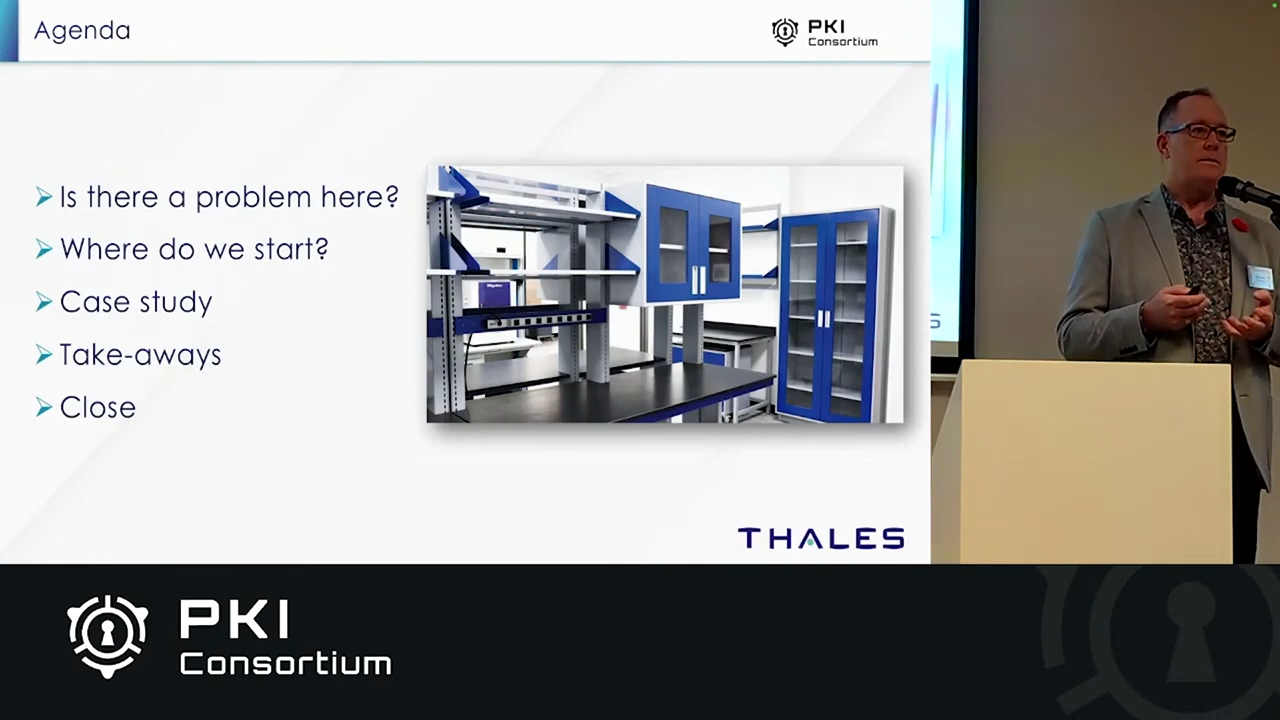 Agenda
PKI
Consortium
Is there a problem here?
Where do we start?
Case study
Take-aways
Close
THALES
PKI
Consortium